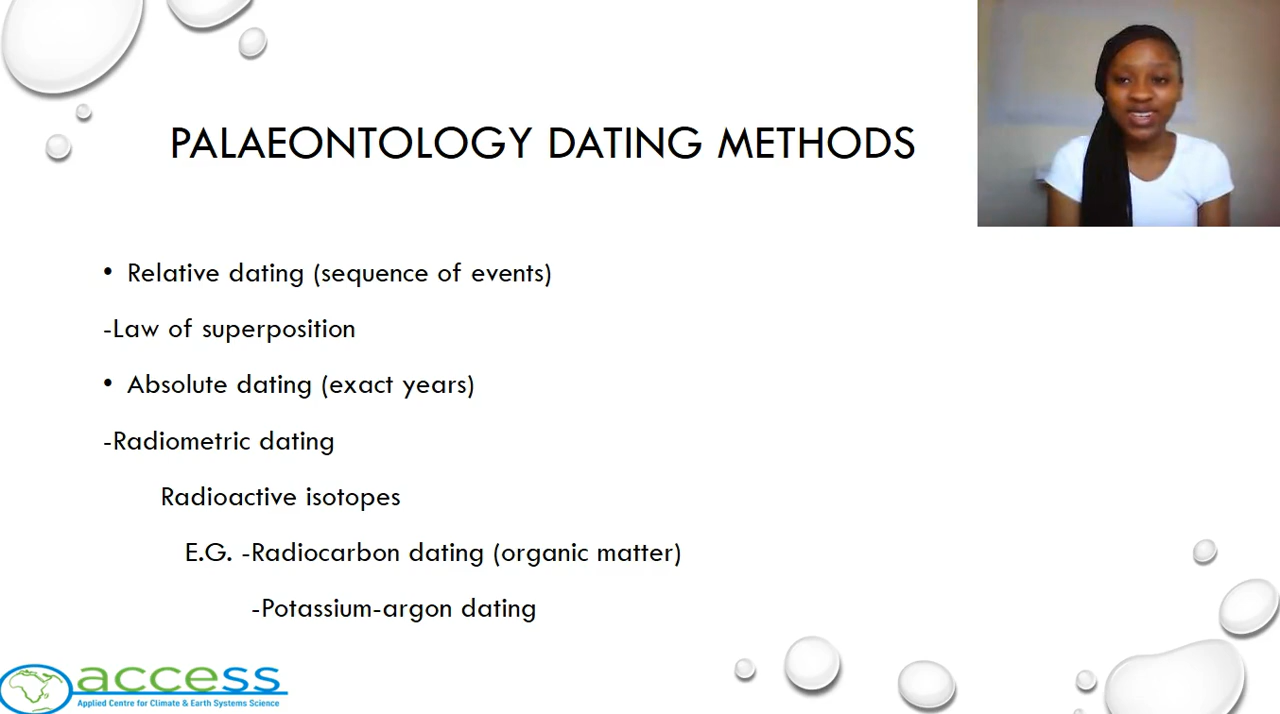 PALAEONTOLOGY DATING METHODS
• Relative dating (sequence of events)
-Law of superposition
• Absolute dating (exact years)
-Radiometric dating
Radioactive isotopes
E.G. -Radiocarbon dating (organic matter)
-Potassium-argon dating
access
Applied Centre for Climate & Earth Systems Science